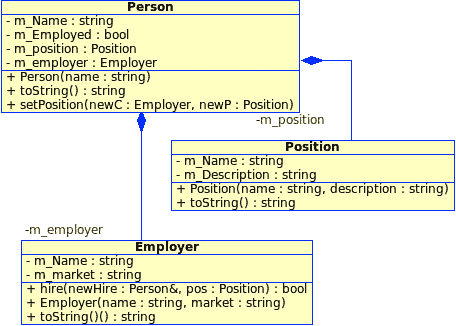 Person
- m_Name : string
- m_Employed : bool
- m_position : Position
- m_employer : Employer
+ Person(name : string)
+ toString() : string
+ setPosition(newC : Employer, newP : Position)
-m_position
Position
- m_Name : string
- m_Description : string
+ Position(name : string, description : string)
+ toString() : string
-m_employer
Employer
- m_Name : string
- m_market : string
+ hire(newHire : Person&, pos : Position) : bool
+ Employer(name : string, market : string)
+ toString()() : string